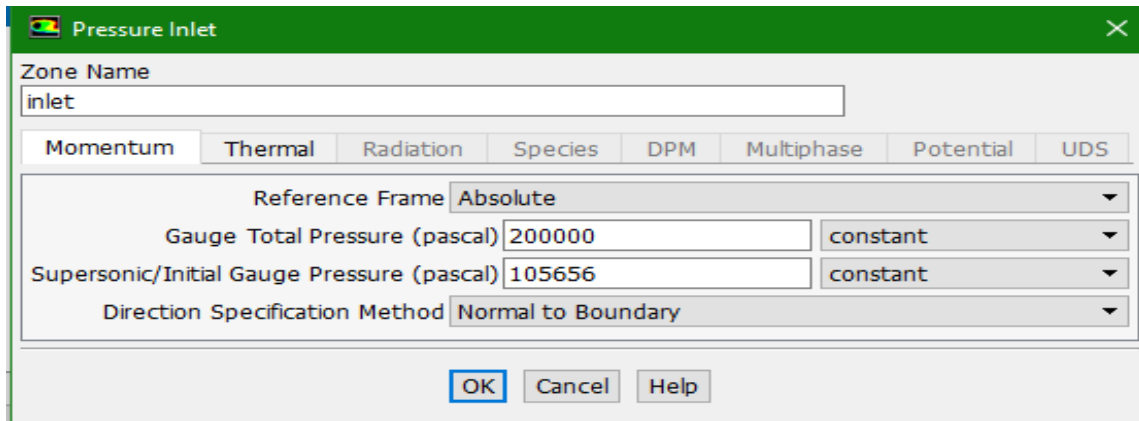 Pressure Inlet
Zone Name
inlet
Momentum Thermal Radiation Species DPM Multiphase Potential UDS
Reference Frame Absolute
Gauge Total Pressure (pascal) 200000 constant
Supersonic/Initial Gauge Pressure (pascal) 105656 constant
Direction Specification Method Normal to Boundary
OK Cancel Help